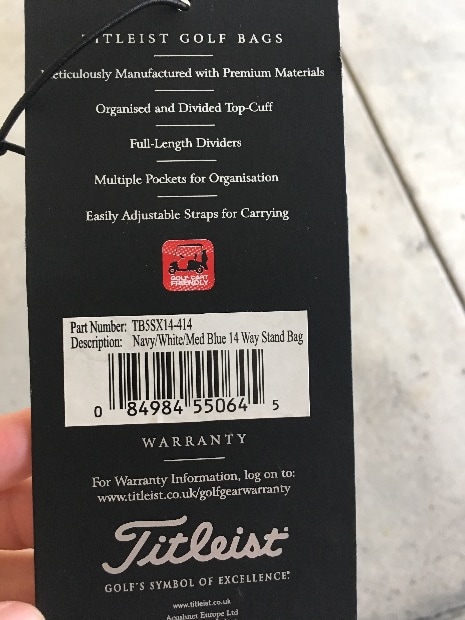 TITLEIST GOLF BAGS
Meticulously Manufactured with Premium Materials
Organised and Divided Top-Cuff
Full-Length Dividers
Multiple Pockets for Organisation
Easily Adjustable Straps for Carrying
GOLF CART
FRIENDLY
Part Number: TB5SX14-414
Description: Navy/White/Med Blue 14 Way Stand Bag
0 84984 55064 5
WARRANTY
For Warranty Information, log on to:
www.titleist.co.uk/golfgearwarranty
Titleist
GOLF'S SYMBOL OF EXCELLENCE
www.titleist.co.uk
Acushnet Europe Ltd